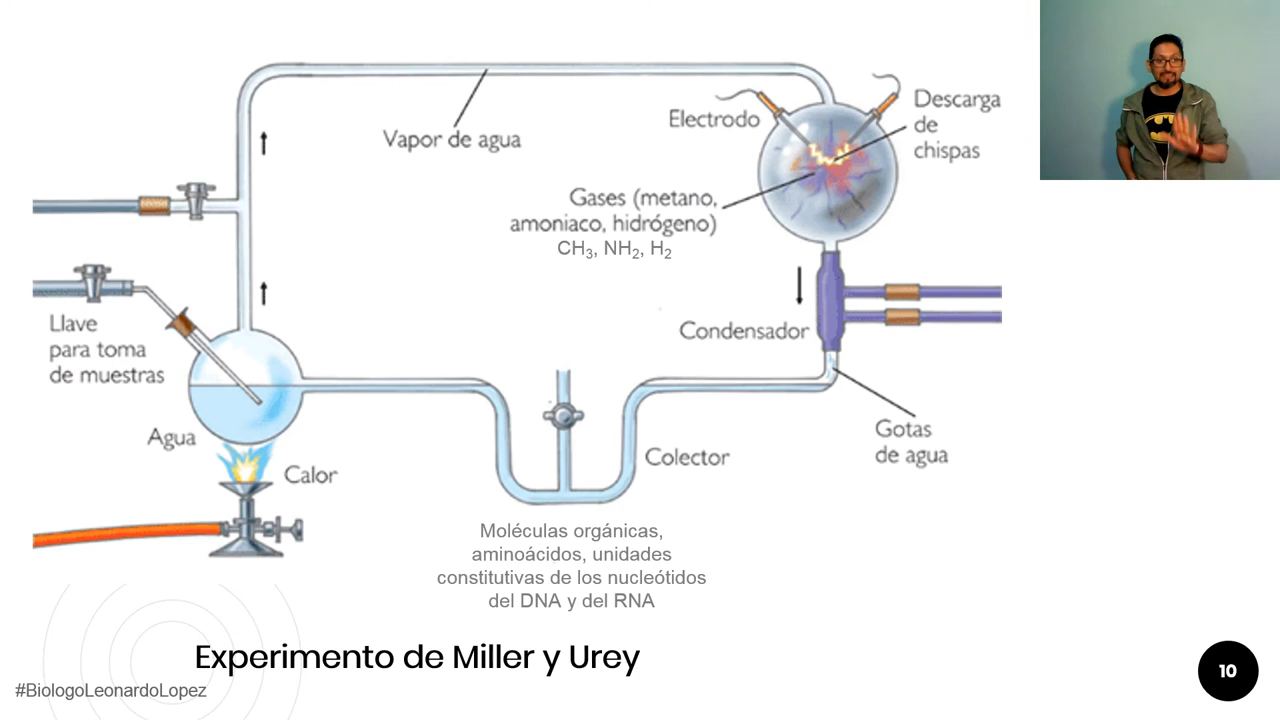 Vapor de agua
Electrodo
Descarga
de
chispas
Gases (metano,
amoniaco, hidrógeno)
CH₃, NH₂, H₂
Llave
para toma
de muestras
Condensador
Agua
Calor
Colector
Gotas
de agua
Moléculas orgánicas,
aminoácidos, unidades
constitutivas de los nucleótidos
del DNA y del RNA
Experimento de Miller y Urey
#BiologoLeonardoLopez
10